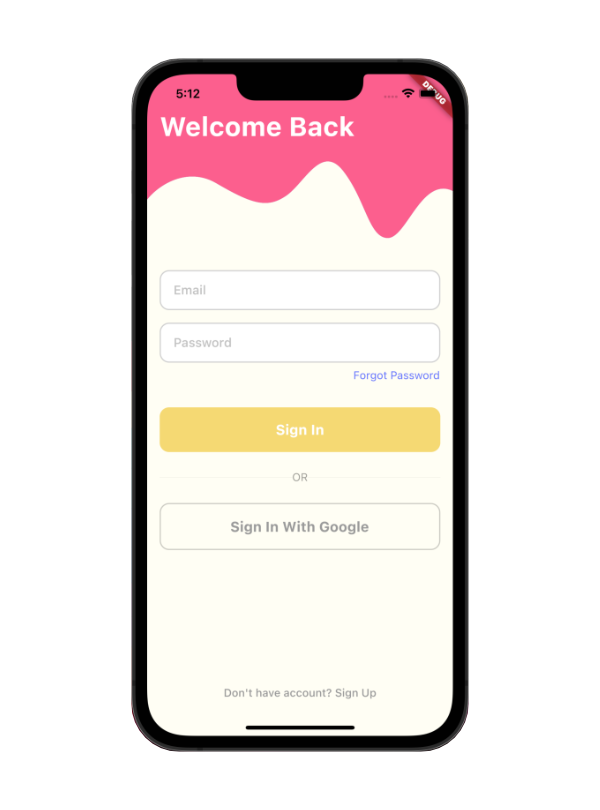 5:12
DEBUG
Welcome Back
Email
Password
Forgot Password
Sign In
OR
Sign In With Google
Don't have account? Sign Up